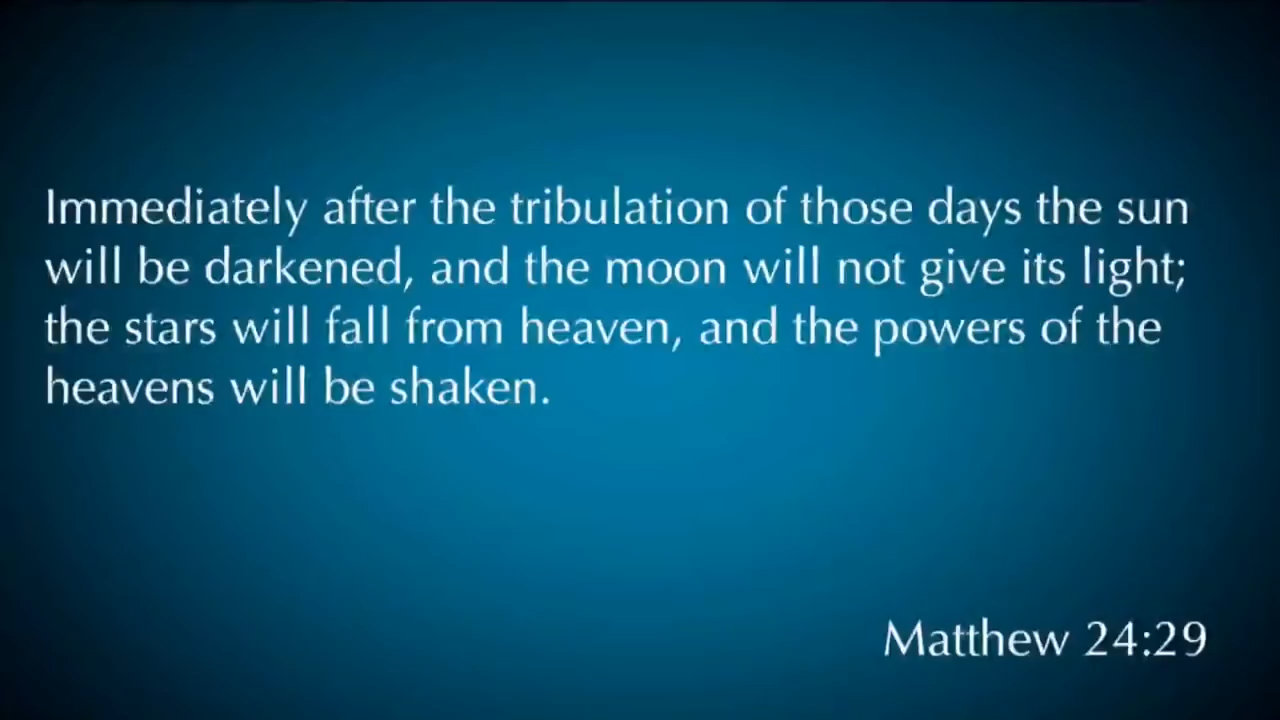 Immediately after the tribulation of those days the sun
will be darkened, and the moon will not give its light;
the stars will fall from heaven, and the powers of the
heavens will be shaken.
Matthew 24:29